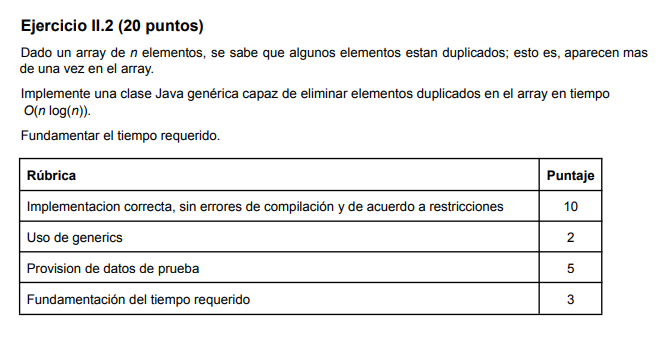 Ejercicio II.2 (20 puntos)
Dado un array de n elementos, se sabe que algunos elementos estan duplicados; esto es, aparecen mas
de una vez en el array.
Implemente una clase Java genérica capaz de eliminar elementos duplicados en el array en tiempo
O(n log(n)).
Fundamentar el tiempo requerido.
Rúbrica Puntaje
Implementacion correcta, sin errores de compilación y de acuerdo a restricciones 10
Uso de generics 2
Provision de datos de prueba 5
Fundamentación del tiempo requerido 3